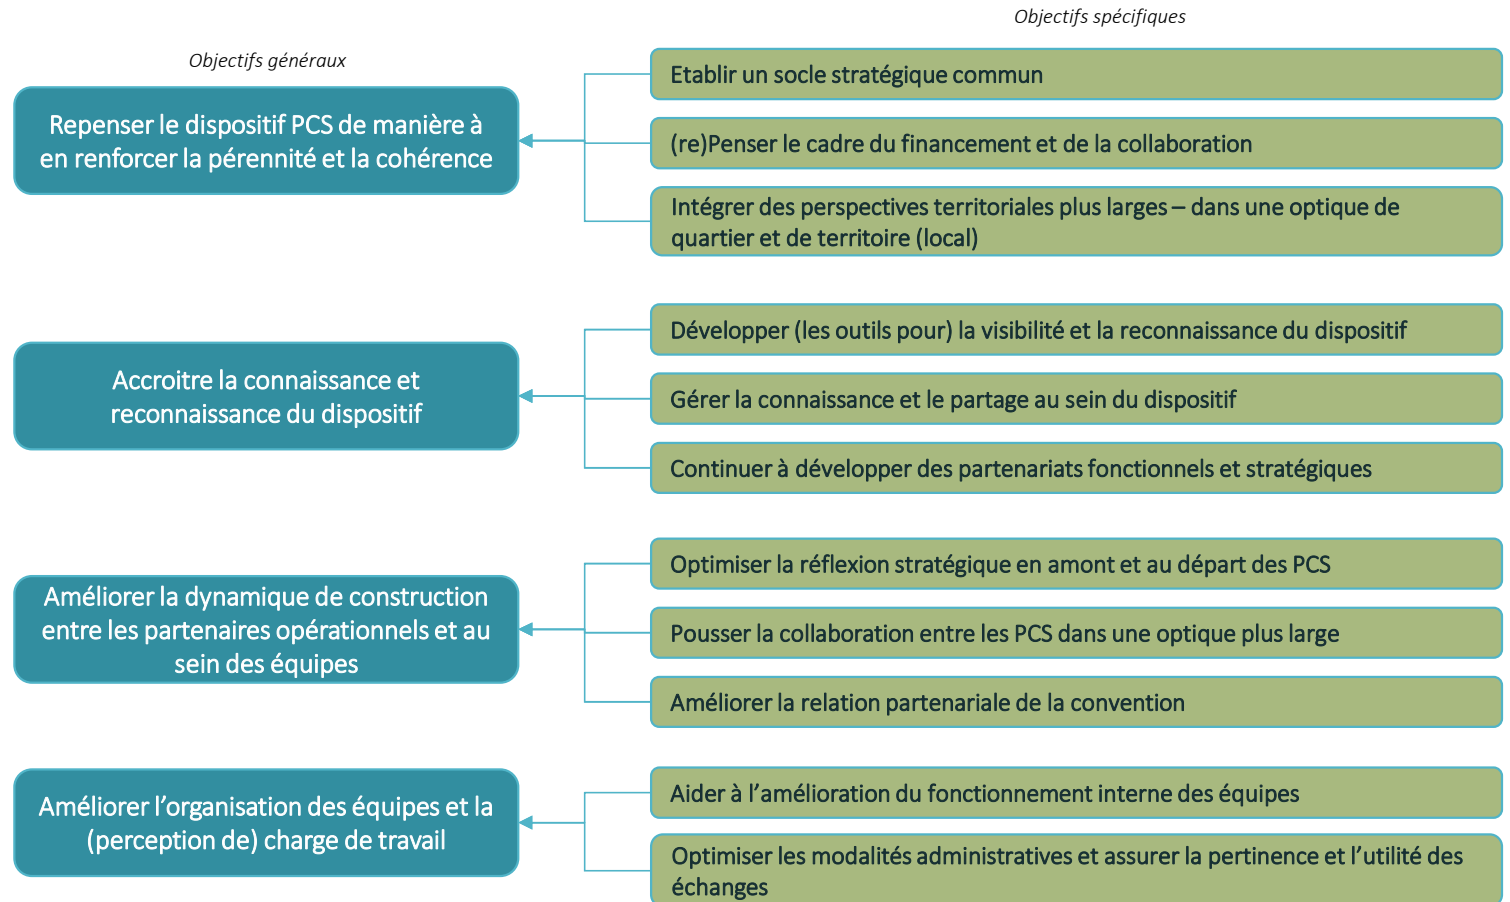 Objectifs spécifiques
Objectifs généraux
Repenser le dispositif PCS de manière à
en renforcer la pérennité et la cohérence
Etablir un socle stratégique commun
(re)Penser le cadre du financement et de la collaboration
Intégrer des perspectives territoriales plus larges – dans une optique de
quartier et de territoire (local)
Accroitre la connaissance et
reconnaissance du dispositif
Développer (les outils pour) la visibilité et la reconnaissance du dispositif
Gérer la connaissance et le partage au sein du dispositif
Continuer à développer des partenariats fonctionnels et stratégiques
Améliorer la dynamique de construction
entre les partenaires opérationnels et au
sein des équipes
Optimiser la réflexion stratégique en amont et au départ des PCS
Pousser la collaboration entre les PCS dans une optique plus large
Améliorer la relation partenariale de la convention
Améliorer l’organisation des équipes et la
(perception de) charge de travail
Aider à l’amélioration du fonctionnement interne des équipes
Optimiser les modalités administratives et assurer la pertinence et l’utilité des
échanges